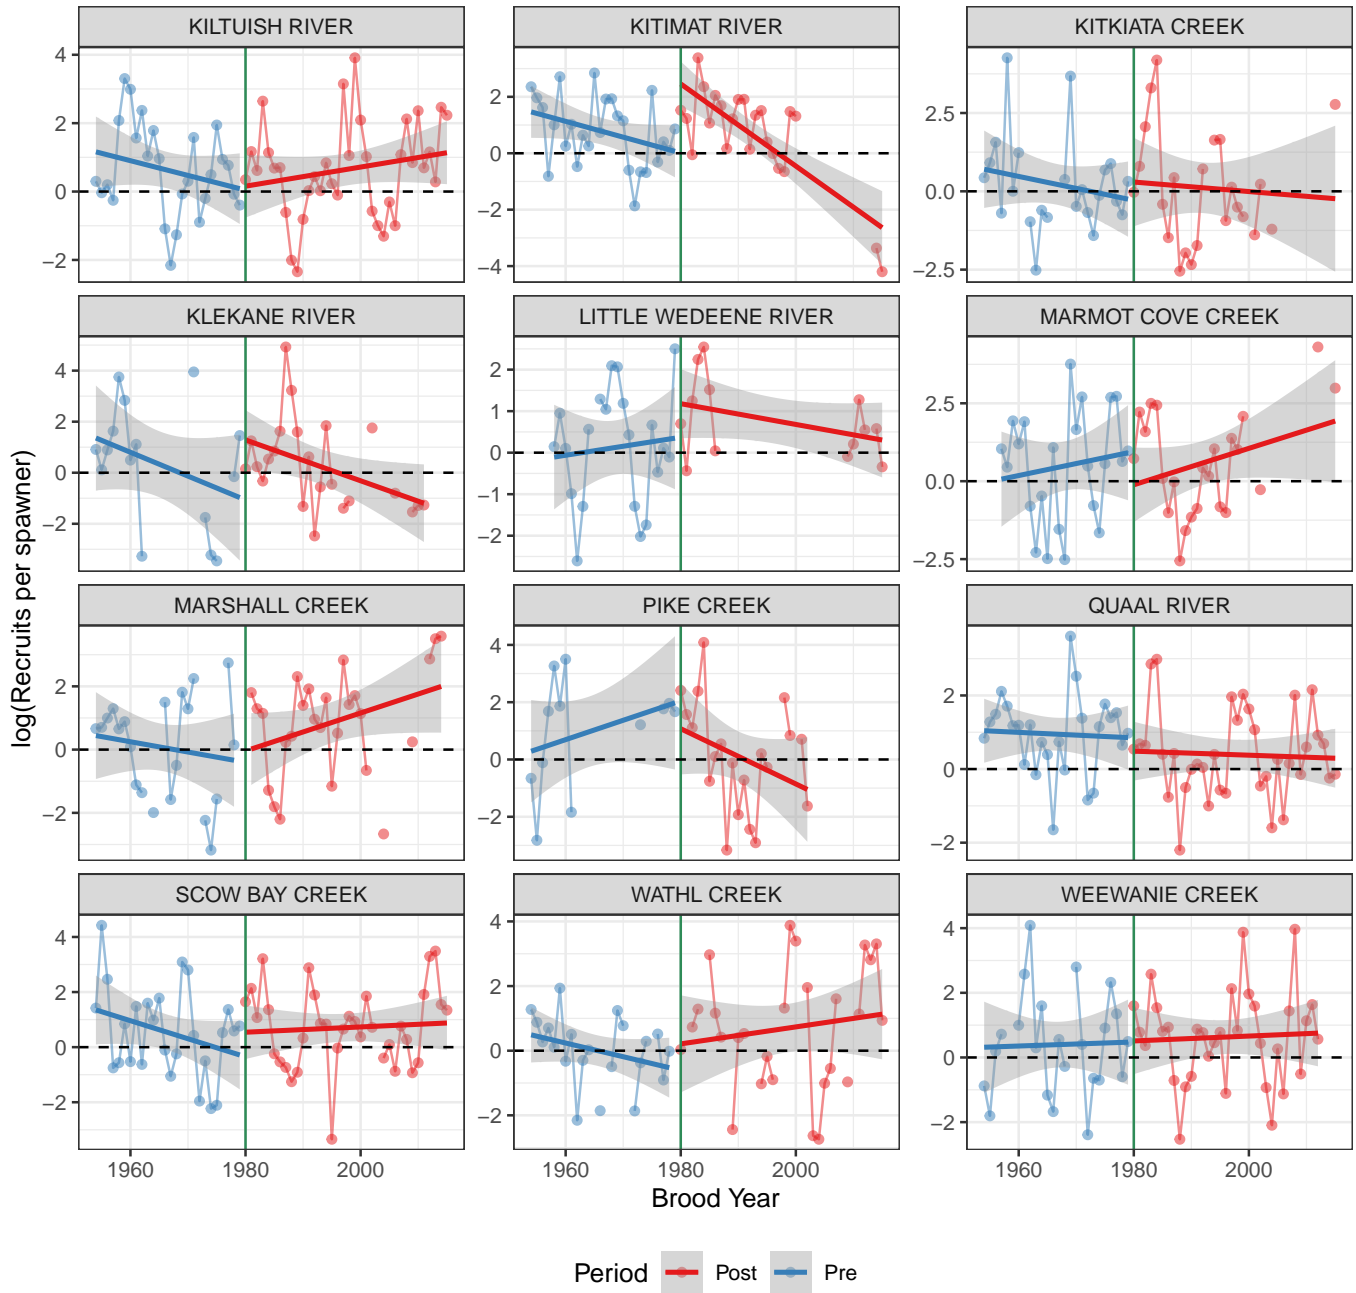 KILTUISH RIVER
KITIMAT RIVER
KITKIATA CREEK
4
2
0
−2
2
0
−2
−4
2.5
0.0
−2.5
KLEKANE RIVER
LITTLE WEDEENE RIVER
MARMOT COVE CREEK
4
2
0
−2
2
1
0
−1
−2
2.5
0.0
−2.5
MARSHALL CREEK
PIKE CREEK
QUAAL RIVER
2
0
−2
4
2
0
−2
2
0
−2
SCOW BAY CREEK
WATHL CREEK
WEEWANIE CREEK
4
2
0
−2
4
2
0
−2
4
2
0
−2
1960 1980 2000
1960 1980 2000
1960 1980 2000
log(Recruits per spawner)
Brood Year
Period Post Pre